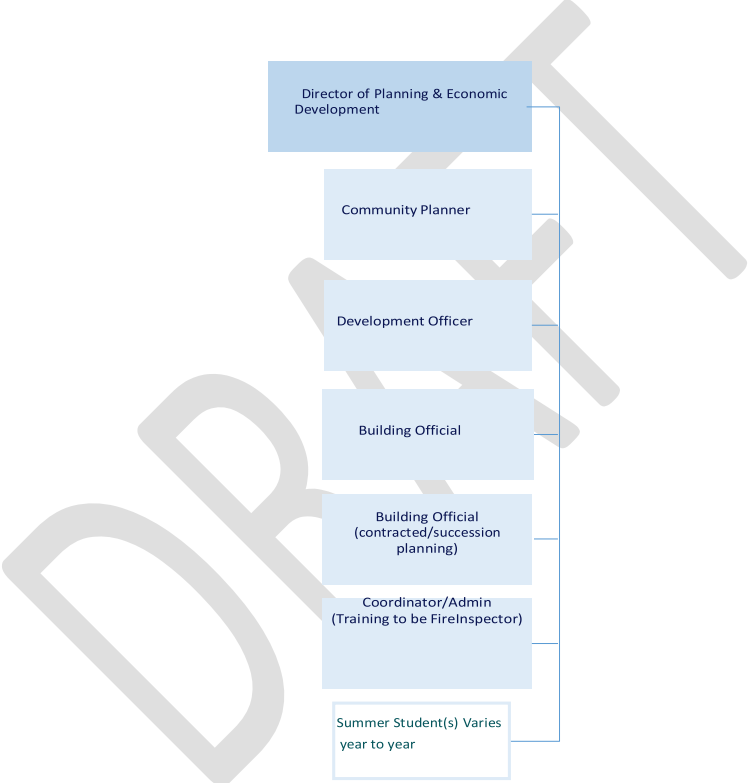 Director of Planning & Economic
Development
Community Planner
Development Officer
Building Official
Building Official
(contracted/succession
planning)
Coordinator/Admin
(Training to be FireInspector)
Summer Student(s) Varies
year to year
DRAFT